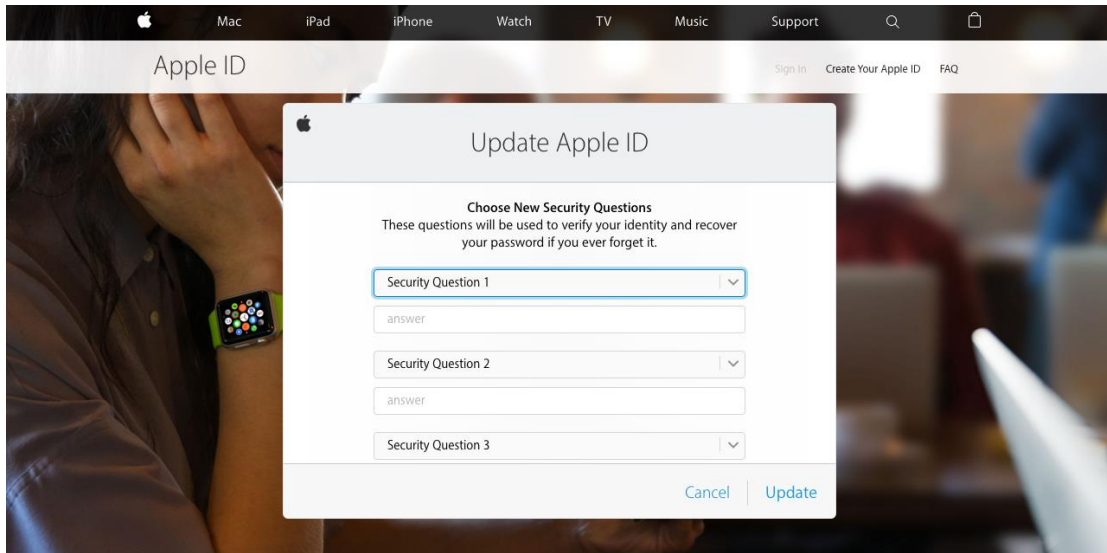 Mac iPad iPhone Watch TV Music Support
Apple ID
Sign In Create Your Apple ID FAQ
Update Apple ID
Choose New Security Questions
These questions will be used to verify your identity and recover
your password if you ever forget it.
Security Question 1
answer
Security Question 2
answer
Security Question 3
Cancel Update